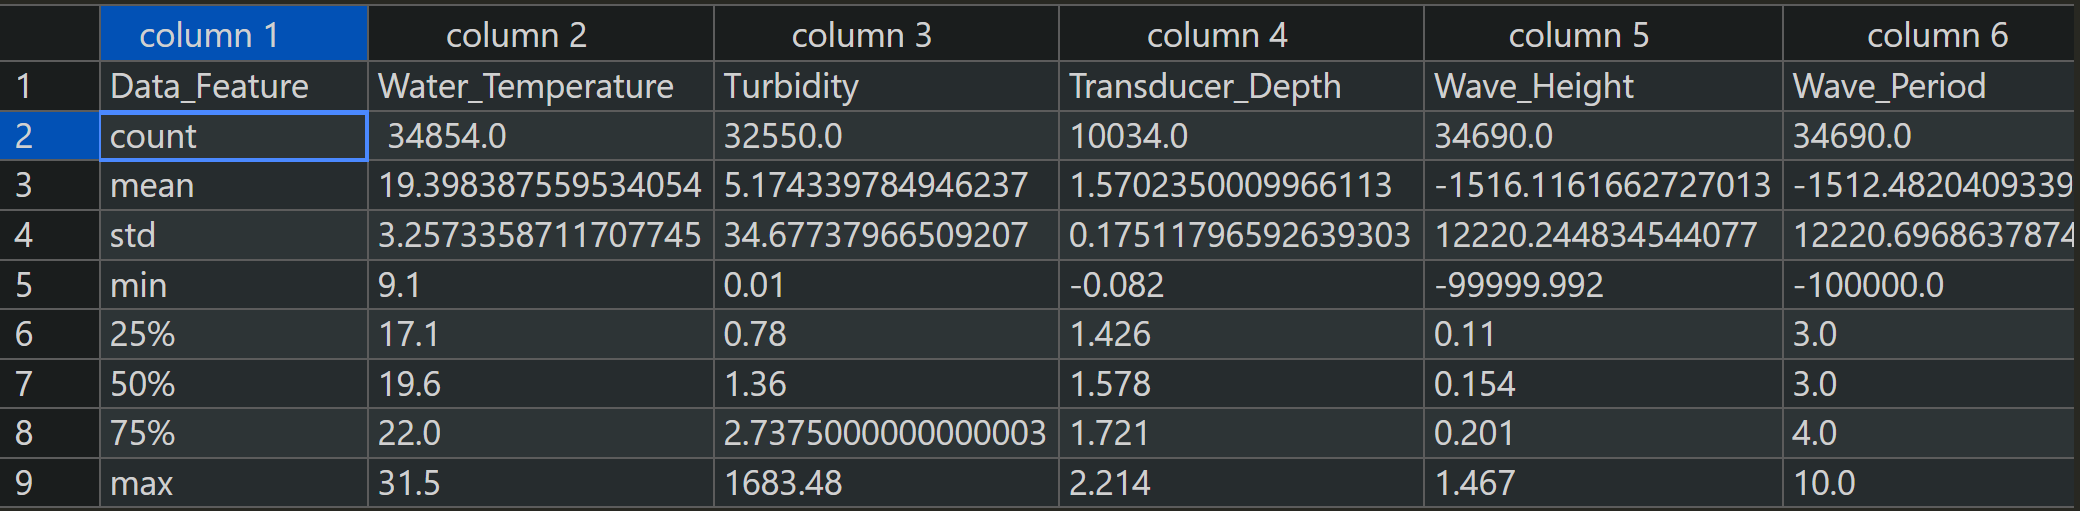 column 1 column 2 column 3 column 4 column 5 column 6
1 Data_Feature Water_Temperature Turbidity Transducer_Depth Wave_Height Wave_Period
2 count 34854.0 32550.0 10034.0 34690.0 34690.0
3 mean 19.398387559534054 5.174339784946237 1.5702350009966113 -1516.1161662727013 -1512.4820409339
4 std 3.2573358711707745 34.67737966509207 0.17511796592639303 12220.244834544077 12220.6968637874
5 min 9.1 0.01 -0.082 -99999.992 -100000.0
6 25% 17.1 0.78 1.426 0.11 3.0
7 50% 19.6 1.36 1.578 0.154 3.0
8 75% 22.0 2.7375000000000003 1.721 0.201 4.0
9 max 31.5 1683.48 2.214 1.467 10.0